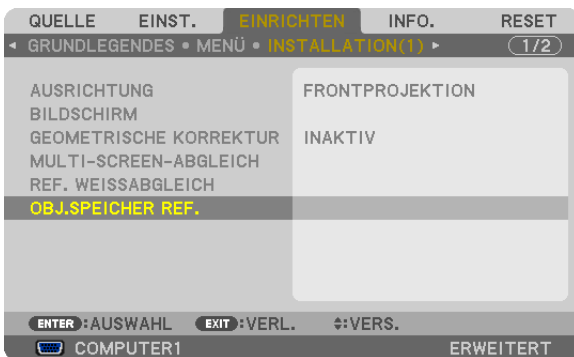 QUELLE EINST. EINRICHTEN INFO. RESET
◄ GRUNDLEGENDES • MENÜ • INSTALLATION(1) ► 1/2
AUSRICHTUNG FRONTPROJEKTION
BILDSCHIRM
GEOMETRISCHE KORREKTUR INAKTIV
MULTI-SCREEN-ABGLEICH
REF. WEISSABGLEICH
OBJ.SPEICHER REF.
ENTER :AUSWAHL EXIT :VERL. ♦:VERS.
COMPUTER1 ERWEITERT